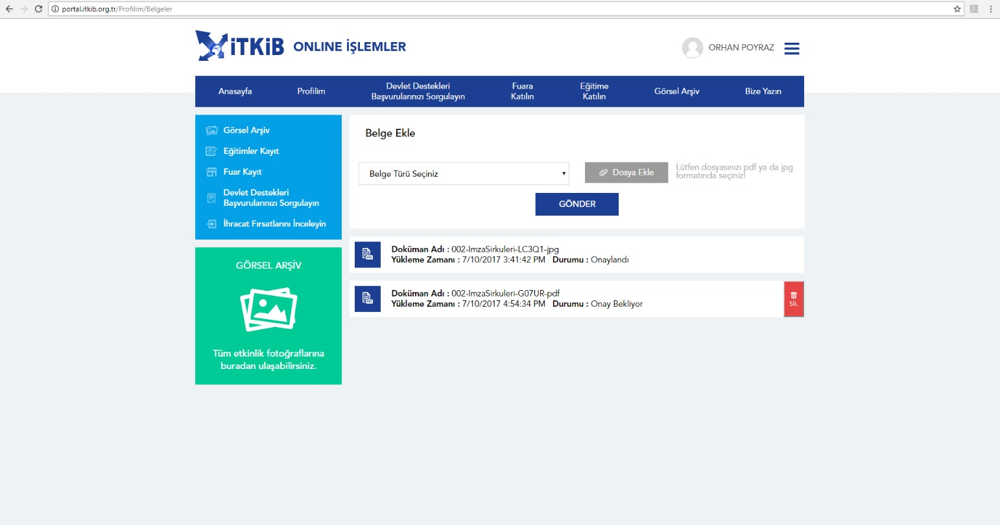 portal.itkib.org.tr/Profilim/Belgeler
iTKiB ONLINE İŞLEMLER
ORHAN POYRAZ
Anasayfa
Profilim
Devlet Destekleri
Başvurularınızı Sorgulayın
Fuara
Katılın
Eğitime
Katılın
Görsel Arşiv
Bize Yazın
Görsel Arşiv
Eğitimler Kayıt
Fuar Kayıt
Devlet Destekleri
Başvurularınızı Sorgulayın
İhracat Fırsatlarını İnceleyin
GÖRSEL ARŞİV
Tüm etkinlik fotoğraflarına
buradan ulaşabilirsiniz.
Belge Ekle
Belge Türü Seçiniz
Dosya Ekle
Lütfen dosyasınızı pdf ya da jpg
formatında seçiniz!
GÖNDER
PDF
Doküman Adı : 002-ImzaSirkuleri-LC3Q1-jpg
Yükleme Zamanı : 7/10/2017 3:41:42 PM Durumu : Onaylandı
PDF
Doküman Adı : 002-ImzaSirkuleri-G07UR-pdf
Yükleme Zamanı : 7/10/2017 4:54:34 PM Durumu : Onay Bekliyor
SİL